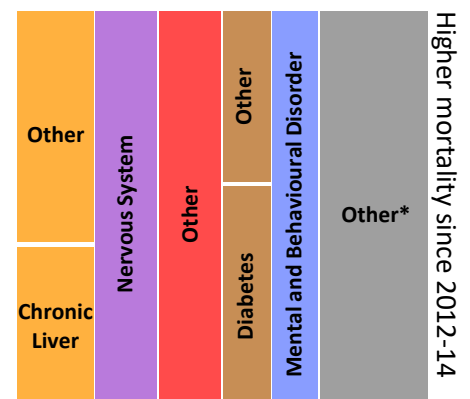 Other
Chronic
Liver
Nervous System
Other
Other
Diabetes
Mental and Behavioural Disorder
Other*
Higher mortality since 2012-14